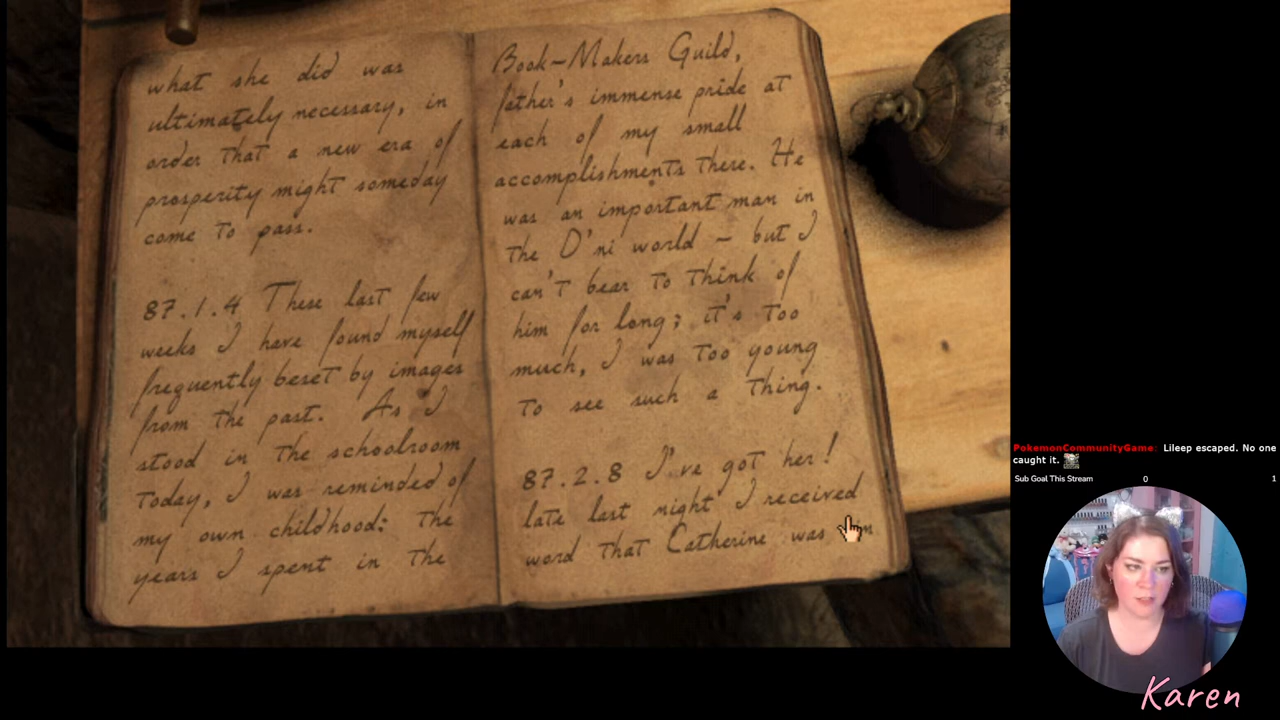 what she did was
ultimately necessary, in
order that a new era of
prosperity might someday
come to pass.
87.1.4 These last few
weeks I have found myself
frequently beset by images
from the past. As I
stood in the schoolroom
today, I was reminded of
my own childhood: the
years I spent in the
Book-Makers Guild,
father's immense pride at
each of my small
accomplishments there. He
was an important man in
the D'ni world – but I
can't bear to think of
him for long; it's too
much, I was too young
to see such a thing.
87.2.8 I've got her!
late last night I received
word that Catherine was
PokemonCommunityGame: Lileep escaped. No one
caught it.
Sub Goal This Stream 0 1
Karen